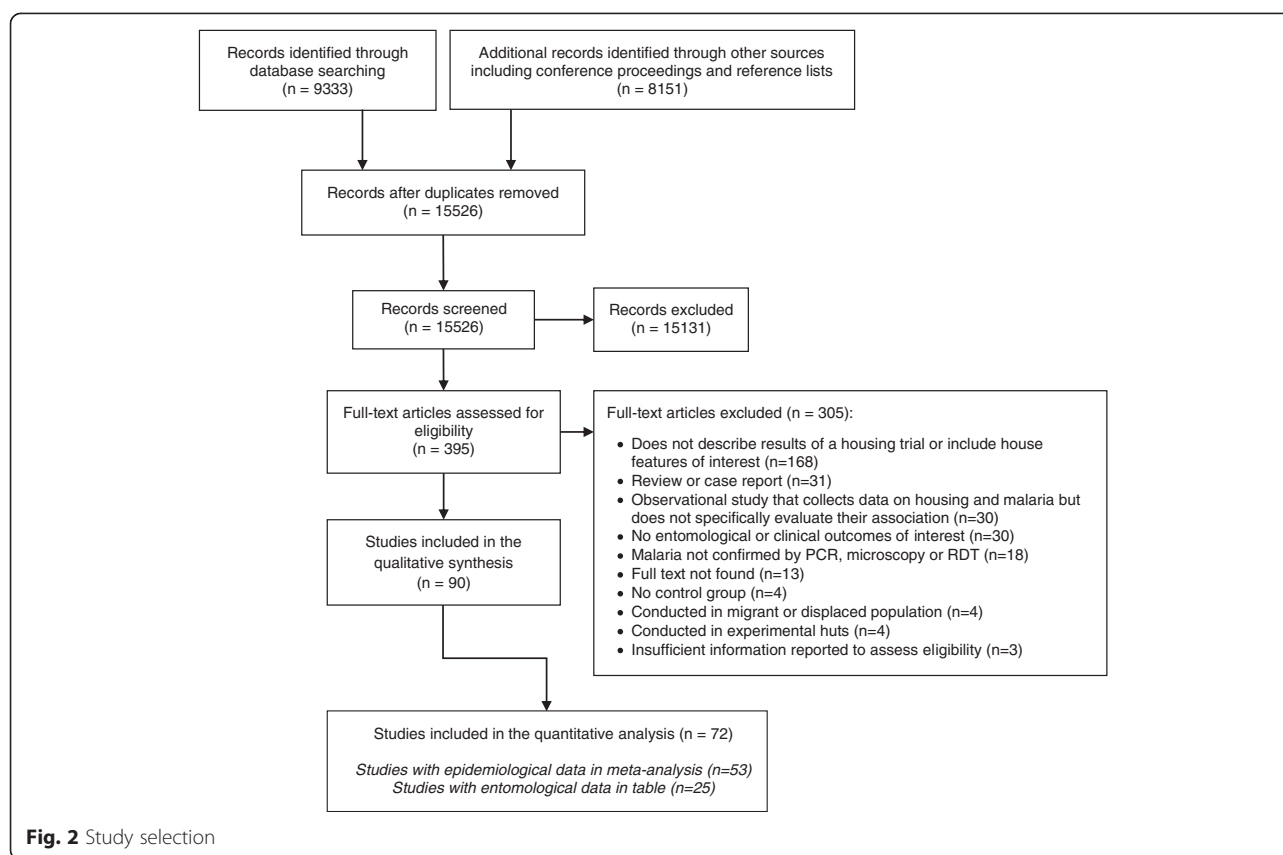 Records identified through
database searching
(n = 9333)
Additional records identified through other sources
including conference proceedings and reference lists
(n = 8151)
Records after duplicates removed
(n = 15526)
Records screened
(n = 15526)
Records excluded
(n = 15131)
Full-text articles assessed for
eligibility
(n = 395)
Full-text articles excluded (n = 305):
• Does not describe results of a housing trial or include house
features of interest (n=168)
• Review or case report (n=31)
• Observational study that collects data on housing and malaria but
does not specifically evaluate their association (n=30)
• No entomological or clinical outcomes of interest (n=30)
• Malaria not confirmed by PCR, microscopy or RDT (n=18)
• Full text not found (n=13)
• No control group (n=4)
• Conducted in migrant or displaced population (n=4)
• Conducted in experimental huts (n=4)
• Insufficient information reported to assess eligibility (n=3)
Studies included in the
qualitative synthesis
(n = 90)
Studies included in the quantitative analysis (n = 72)
Studies with epidemiological data in meta-analysis (n=53)
Studies with entomological data in table (n=25)
Fig. 2 Study selection